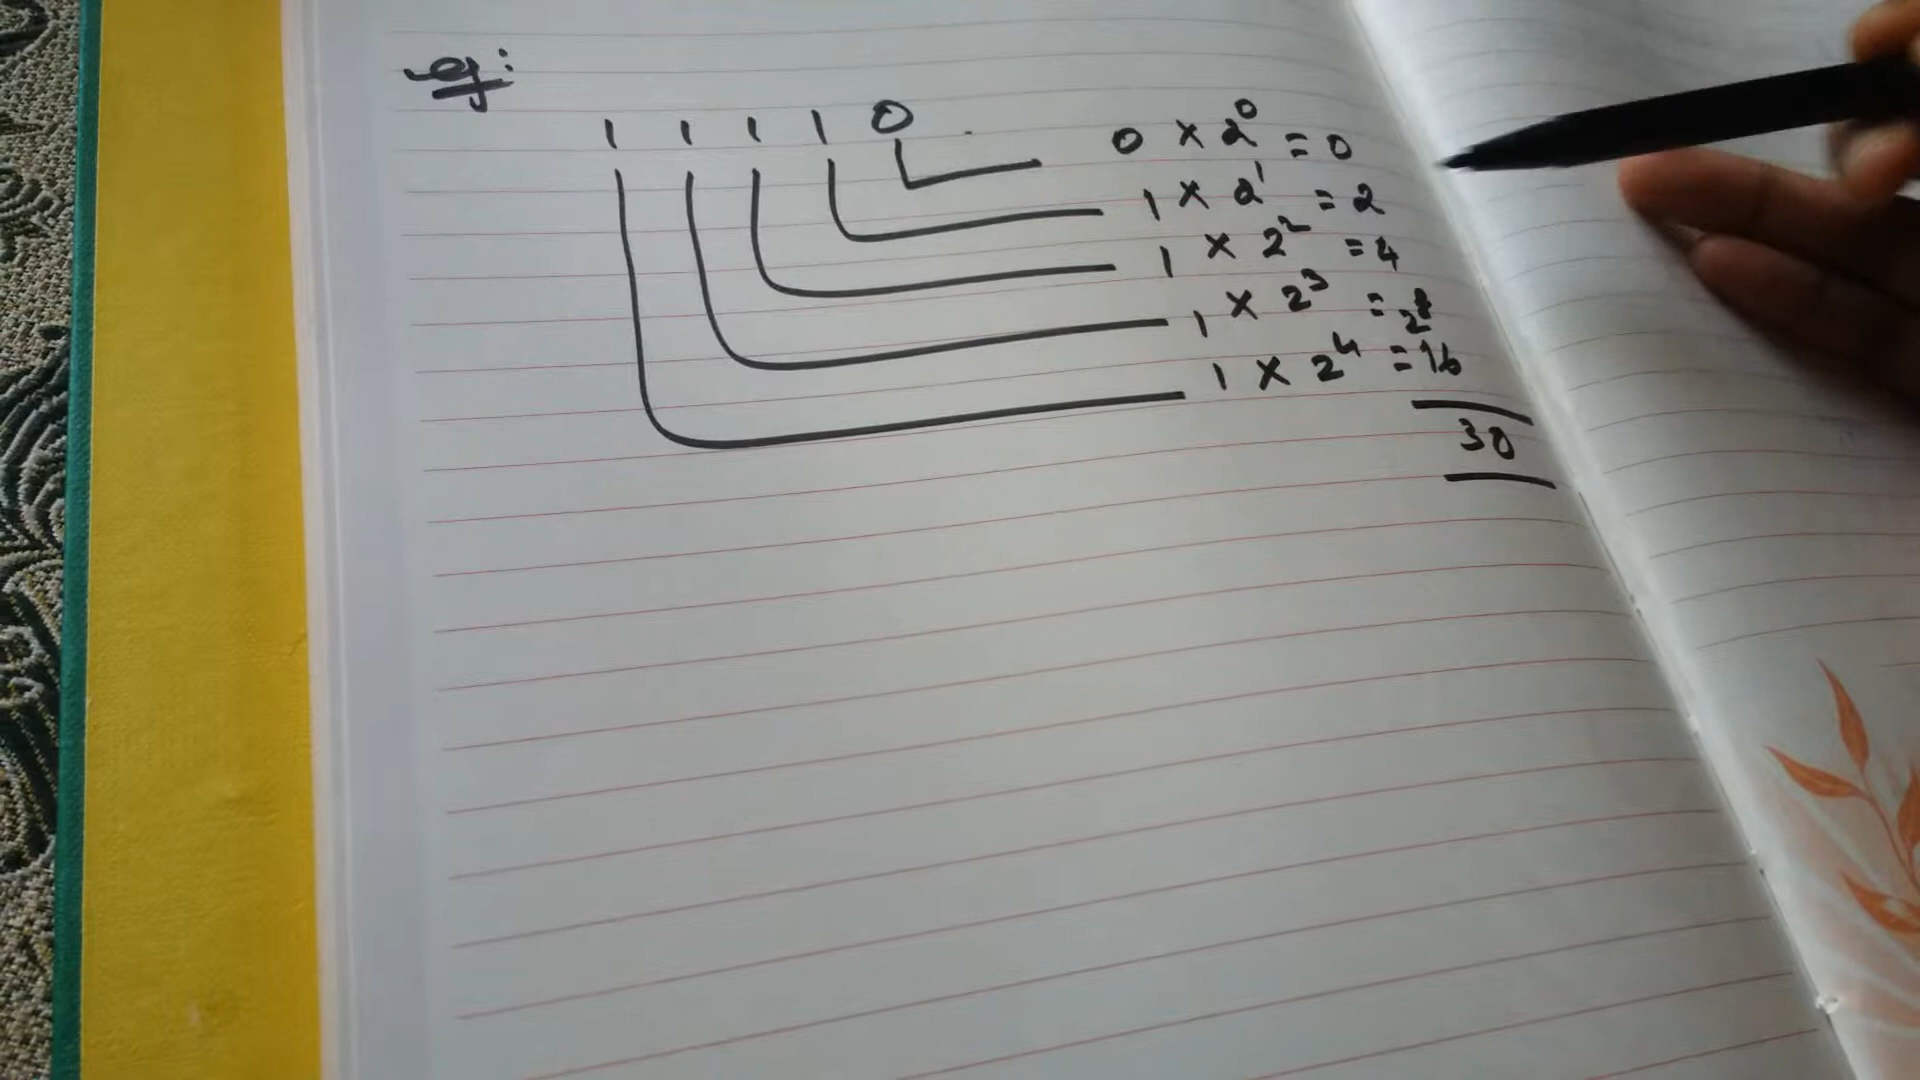 eg:
1 1 1 1 0
0 × 2⁰ = 0
1 × 2¹ = 2
1 × 2² = 4
1 × 2³ = 8
1 × 2⁴ = 16
30